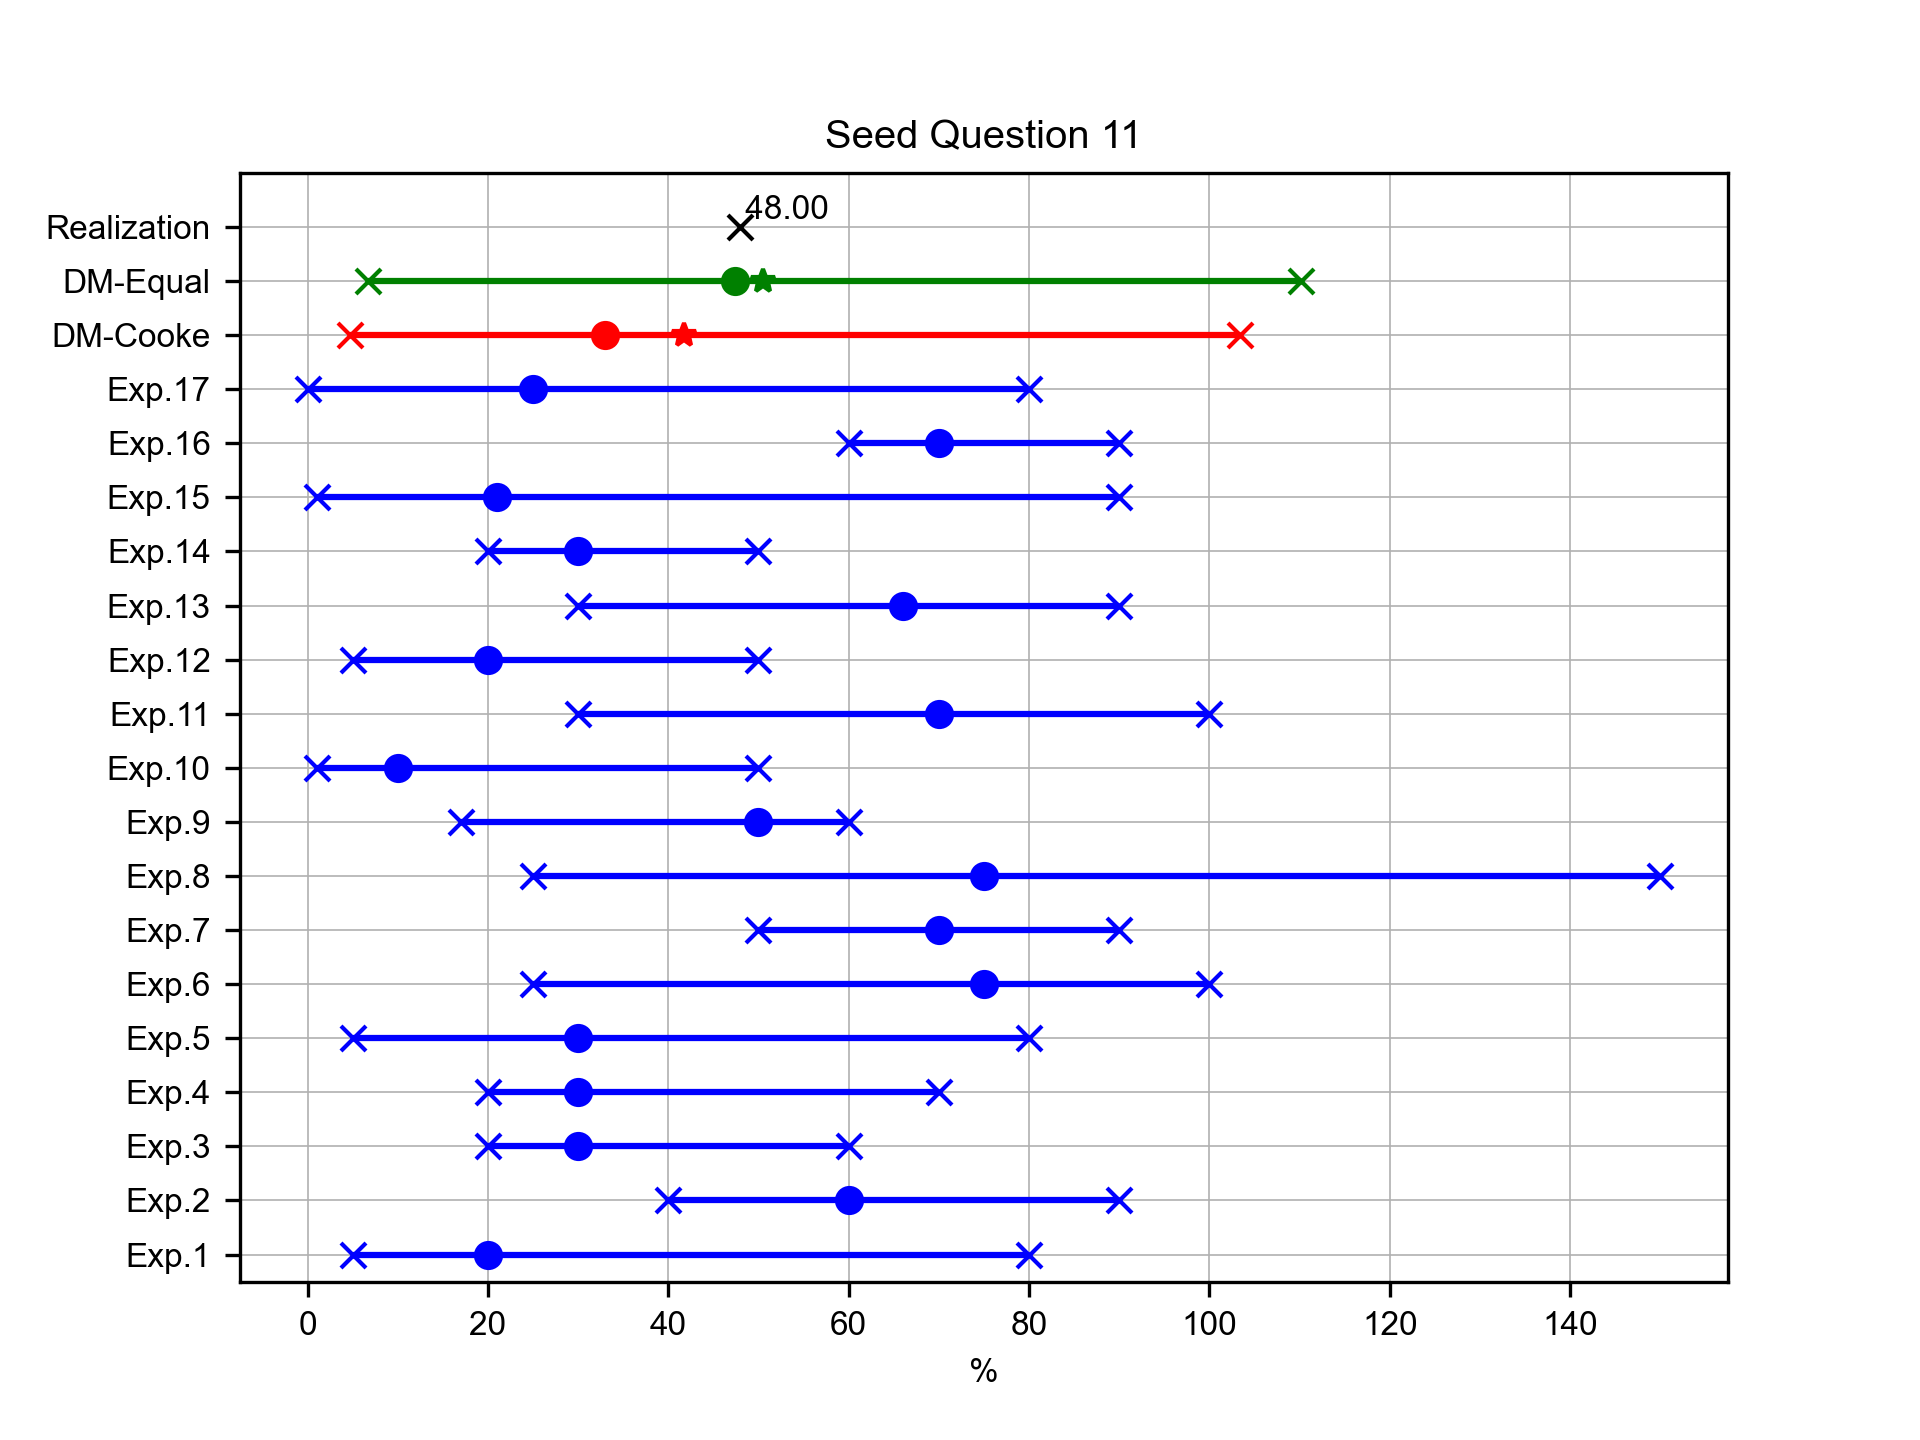 Seed Question 11
48.00
Realization
DM-Equal
DM-Cooke
Exp.17
Exp.16
Exp.15
Exp.14
Exp.13
Exp.12
Exp.11
Exp.10
Exp.9
Exp.8
Exp.7
Exp.6
Exp.5
Exp.4
Exp.3
Exp.2
Exp.1
0 20 40 60 80 100 120 140
%